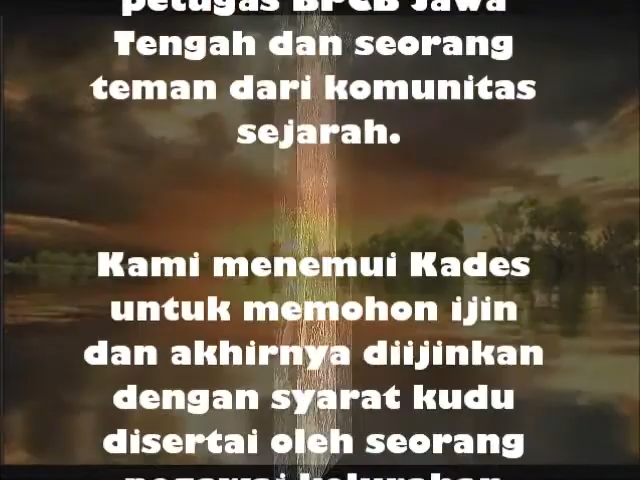 petugas BPCB Jawa
Tengah dan seorang
teman dari komunitas
sejarah.
Kami menemui Kades
untuk memohon ijin
dan akhirnya diijinkan
dengan syarat kudu
disertai oleh seorang
pegawai kelurahan